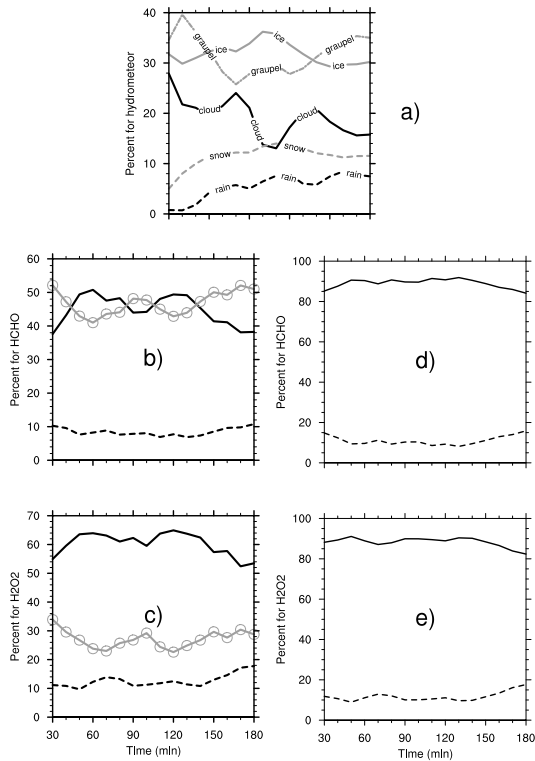 40
30
20
10
0
Percent for hydrometeor
graupel
ice
graupel
ice
graupel
ice
cloud
cloud
cloud
snow
snow
rain
rain
rain
a)
60
50
40
30
20
10
0
Percent for HCHO
b)
100
80
60
40
20
0
Percent for HCHO
d)
70
60
50
40
30
20
10
0
Percent for H2O2
c)
30 60 90 120 150 180
TIme (mIn)
100
80
60
40
20
0
Percent for H2O2
e)
30 60 90 120 150 180
TIme (mIn)